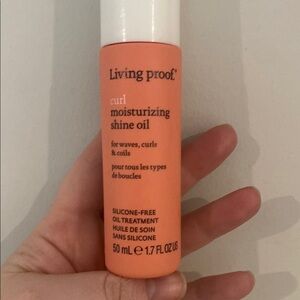 Living proof.®
curl
moisturizing
shine oil
for waves, curls
& coils
pour tous les types
de boucles
SILICONE-FREE
OIL TREATMENT
HUILE DE SOIN
SANS SILICONE
50 mL ℮ 1.7 FL OZ US